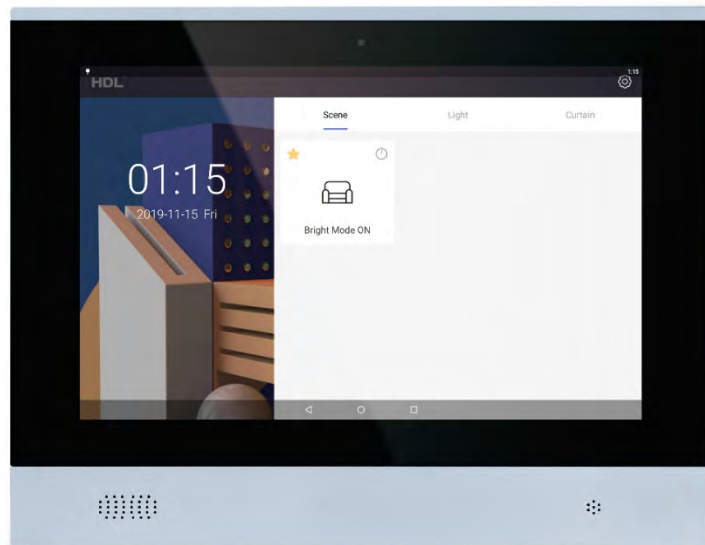 HDL
1:15
Scene
Light
Curtain
01:15
2019-11-15 Fri
Bright Mode ON